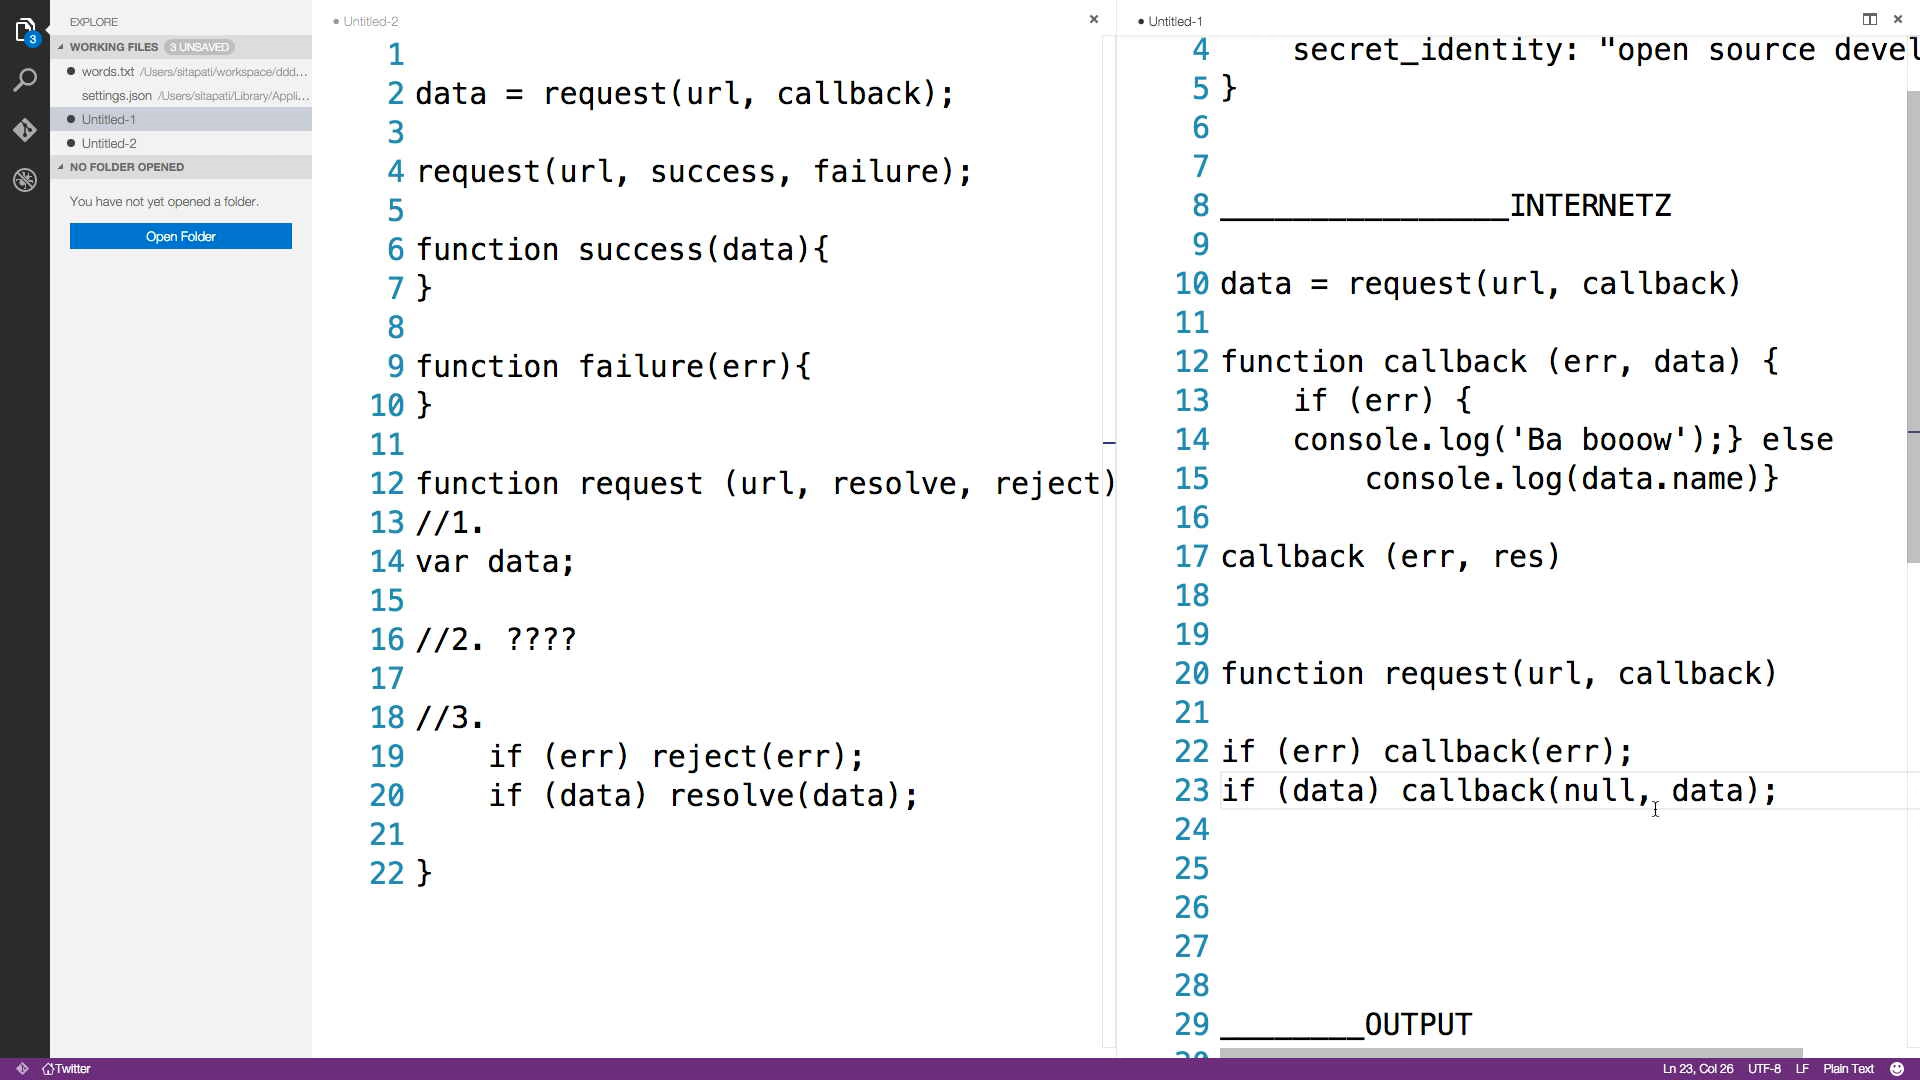 3
EXPLORE
WORKING FILES 3 UNSAVED
words.txt /Users/sitapati/workspace/ddd...
settings.json /Users/sitapati/Library/Appli...
Untitled-1
Untitled-2
NO FOLDER OPENED
You have not yet opened a folder.
Open Folder
Untitled-2
1
2 data = request(url, callback);
3
4 request(url, success, failure);
5
6 function success(data){
7 }
8
9 function failure(err){
10 }
11
12 function request (url, resolve, reject)
13 //1.
14 var data;
15
16 //2. ????
17
18 //3.
19 if (err) reject(err);
20 if (data) resolve(data);
21
22 }
Untitled-1
4 secret_identity: "open source devel
5 }
6
7
8 ________________INTERNETZ
9
10 data = request(url, callback)
11
12 function callback (err, data) {
13 if (err) {
14 console.log('Ba booow');} else
15 console.log(data.name)}
16
17 callback (err, res)
18
19
20 function request(url, callback)
21
22 if (err) callback(err);
23 if (data) callback(null, data);
24
25
26
27
28
29 ________OUTPUT
Twitter
Ln 23, Col 26 UTF-8 LF Plain Text